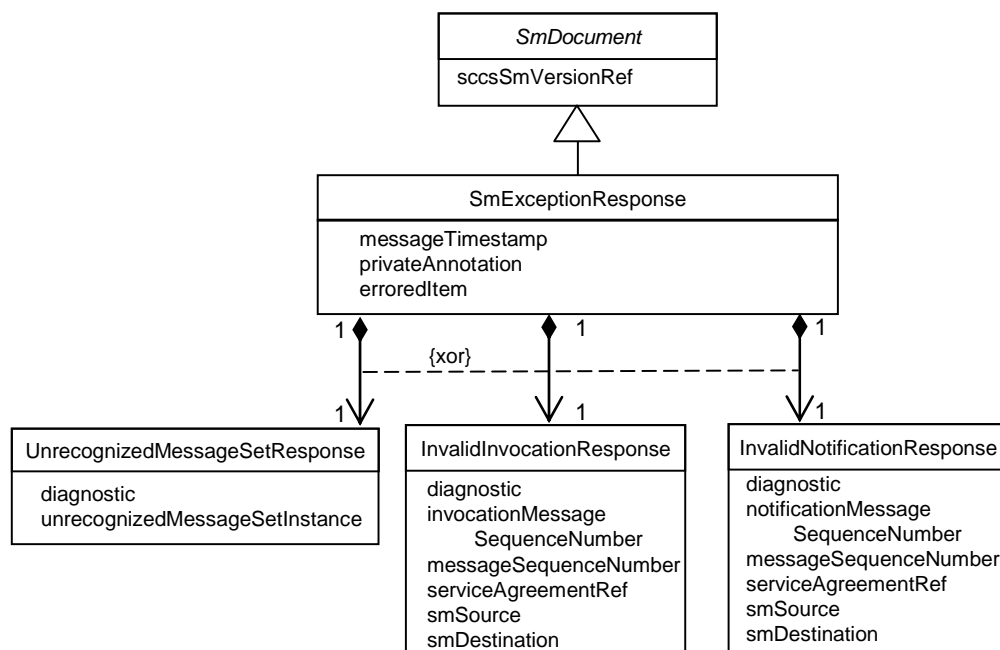 SmDocument
sccsSmVersionRef
SmExceptionResponse
messageTimestamp
privateAnnotation
erroredItem
1
1
1
{xor}
1
1
1
UnrecognizedMessageSetResponse
diagnostic
unrecognizedMessageSetInstance
InvalidInvocationResponse
diagnostic
invocationMessage
SequenceNumber
messageSequenceNumber
serviceAgreementRef
smSource
smDestination
InvalidNotificationResponse
diagnostic
notificationMessage
SequenceNumber
messageSequenceNumber
serviceAgreementRef
smSource
smDestination